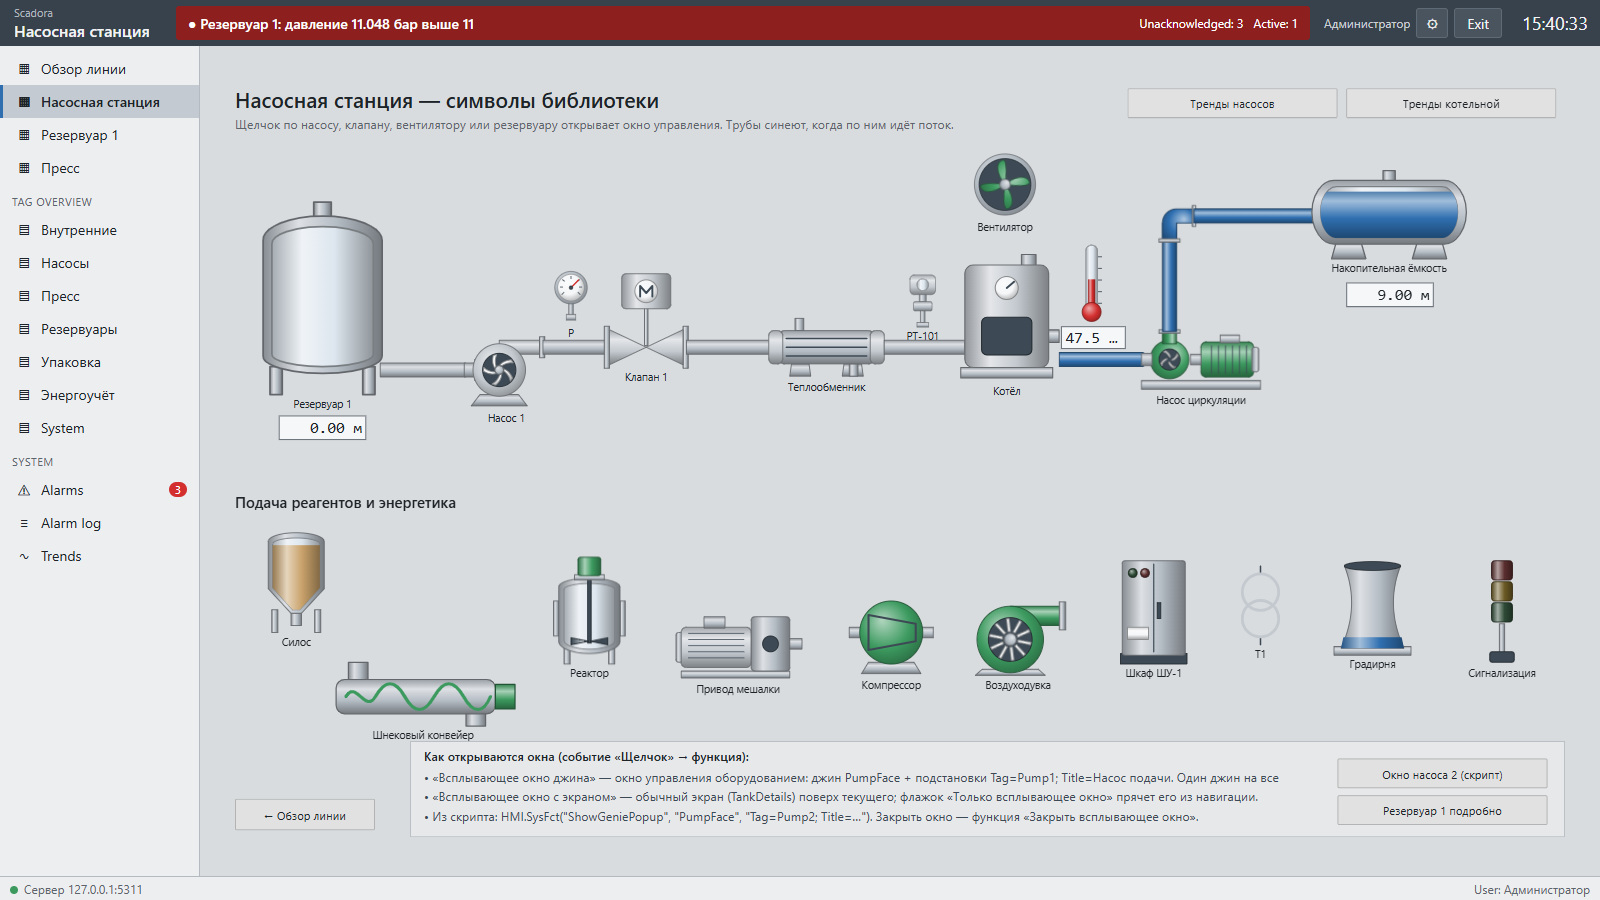 Scadora
Насосная станция
● Резервуар 1: давление 11.048 бар выше 11
Unacknowledged: 3 Active: 1
Администратор
Exit
15:40:33
Обзор линии
Насосная станция
Резервуар 1
Пресс
TAG OVERVIEW
Внутренние
Насосы
Пресс
Резервуары
Упаковка
Энергоучёт
System
SYSTEM
Alarms
3
Alarm log
Trends
Насосная станция — символы библиотеки
Щелчок по насосу, клапану, вентилятору или резервуару открывает окно управления. Трубы синеют, когда по ним идёт поток.
Тренды насосов
Тренды котельной
Вентилятор
Накопительная ёмкость
9.00 м
M
P
PT-101
47.5 ...
Клапан 1
Теплообменник
Котёл
Насос циркуляции
Резервуар 1
0.00 м
Насос 1
Подача реагентов и энергетика
Силос
Реактор
Привод мешалки
Компрессор
Воздуходувка
Шкаф ШУ-1
T1
Градирня
Сигнализация
Шнековый конвейер
Как открываются окна (событие «Щелчок» → функция):
• «Всплывающее окно джина» — окно управления оборудованием: джин PumpFace + подстановки Tag=Pump1; Title=Насос подачи. Один джин на все
• «Всплывающее окно с экраном» — обычный экран (TankDetails) поверх текущего; флажок «Только всплывающее окно» прячет его из навигации.
• Из скрипта: HMI.SysFct("ShowGeniePopup", "PumpFace", "Tag=Pump2; Title=..."). Закрыть окно — функция «Закрыть всплывающее окно».
Окно насоса 2 (скрипт)
Резервуар 1 подробно
← Обзор линии
Сервер 127.0.0.1:5311
User: Администратор